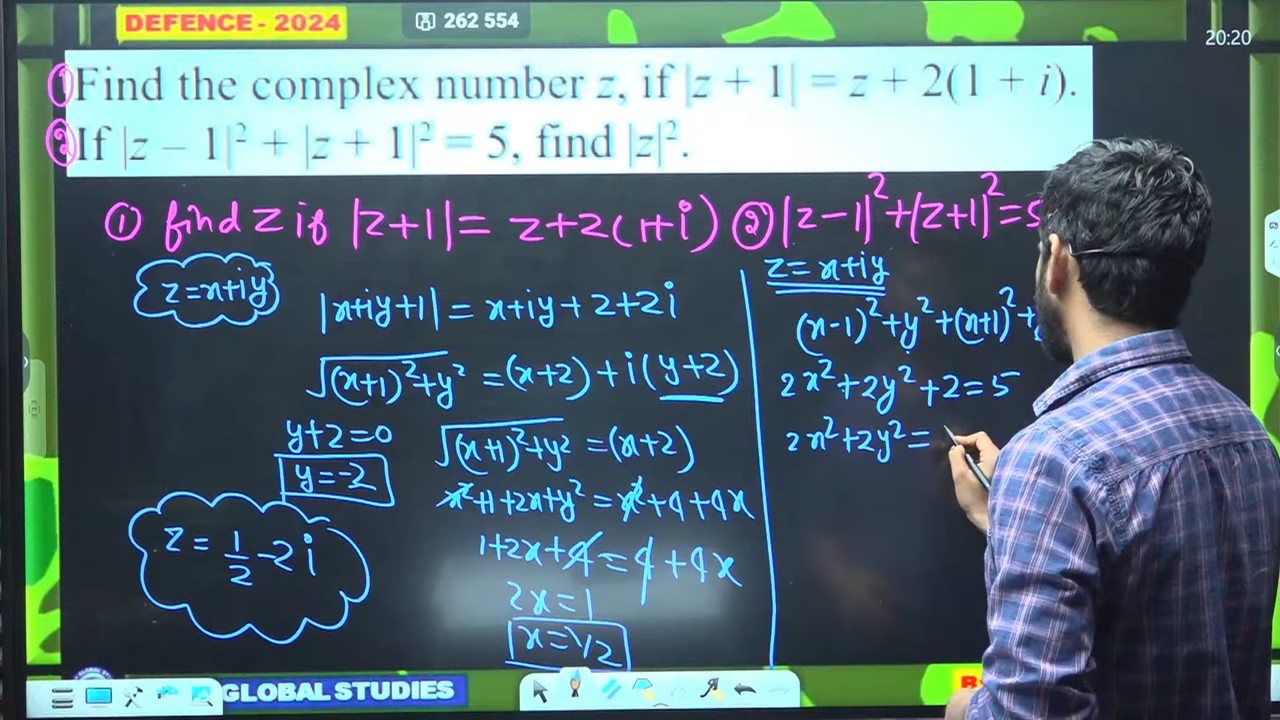 DEFENCE - 2024
262 554
20:20
① Find the complex number z, if |z + 1| = z + 2(1 + i).
② If |z – 1|² + |z + 1|² = 5, find |z|².
① find z if |z+1| = z+2(1+i)
② |z-1|²+|z+1|²=5
z=x+iy
|x+iy+1| = x+iy+2+2i
√(x+1)²+y² = (x+2)+i(y+2)
y+2=0
y=-2
√(x+1)²+y² = (x+2)
x²+1+2x+y² = x²+4+4x
1+2x+4 = 4+4x
2x=1
x=1/2
z = 1/2 -2i
z=x+iy
(x-1)²+y²+(x+1)²+
2x²+2y²+2=5
2x²+2y²=
GLOBAL STUDIES